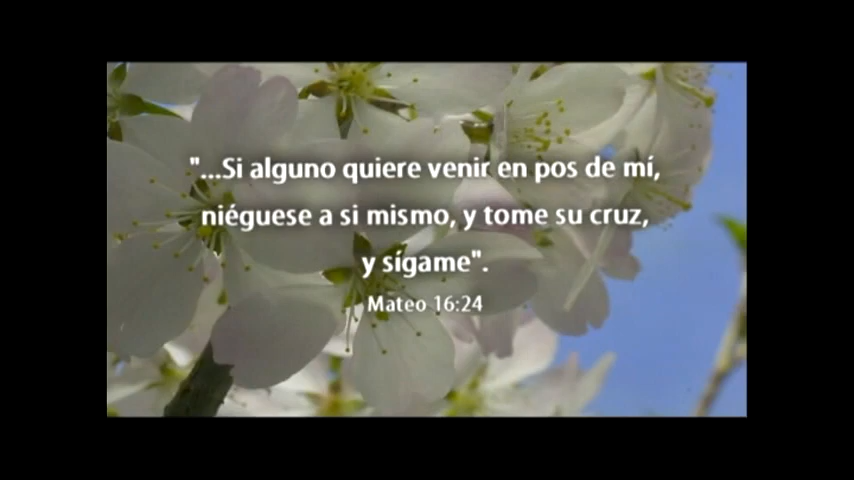 "...Si alguno quiere venir en pos de mí,
niéguese a si mismo, y tome su cruz,
y sígame".
Mateo 16:24